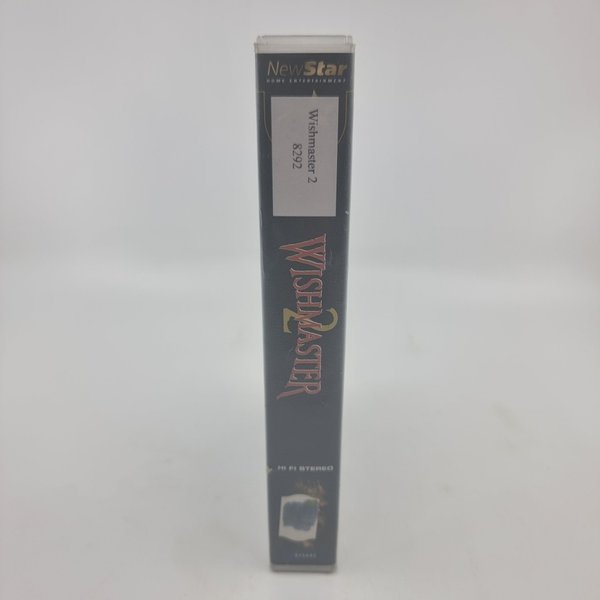 NewStar
HOME ENTERTAINMENT
Wishmaster 2
8292
WISHMASTER
2
HI FI STEREO